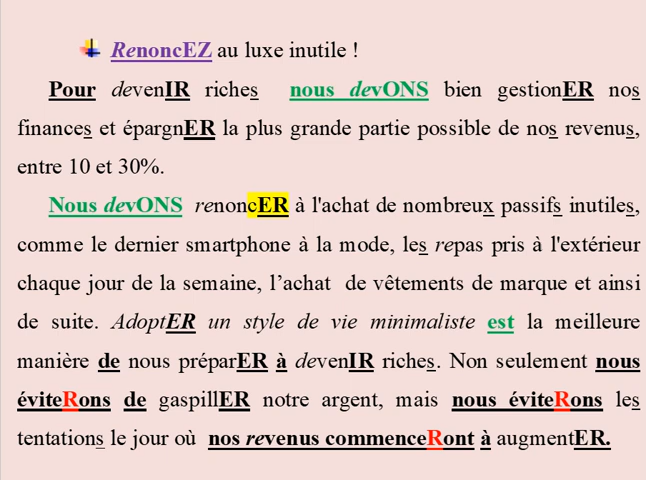 RenoncEZ au luxe inutile !
Pour devenIR riches nous devONS bien gestionER nos
finances et épargnER la plus grande partie possible de nos revenus,
entre 10 et 30%.
Nous devONS renoncER à l'achat de nombreux passifs inutiles,
comme le dernier smartphone à la mode, les repas pris à l'extérieur
chaque jour de la semaine, l’achat de vêtements de marque et ainsi
de suite. AdoptER un style de vie minimaliste est la meilleure
manière de nous préparER à devenIR riches. Non seulement nous
éviteRons de gaspillER notre argent, mais nous éviteRons les
tentations le jour où nos revenus commenceRont à augmentER.